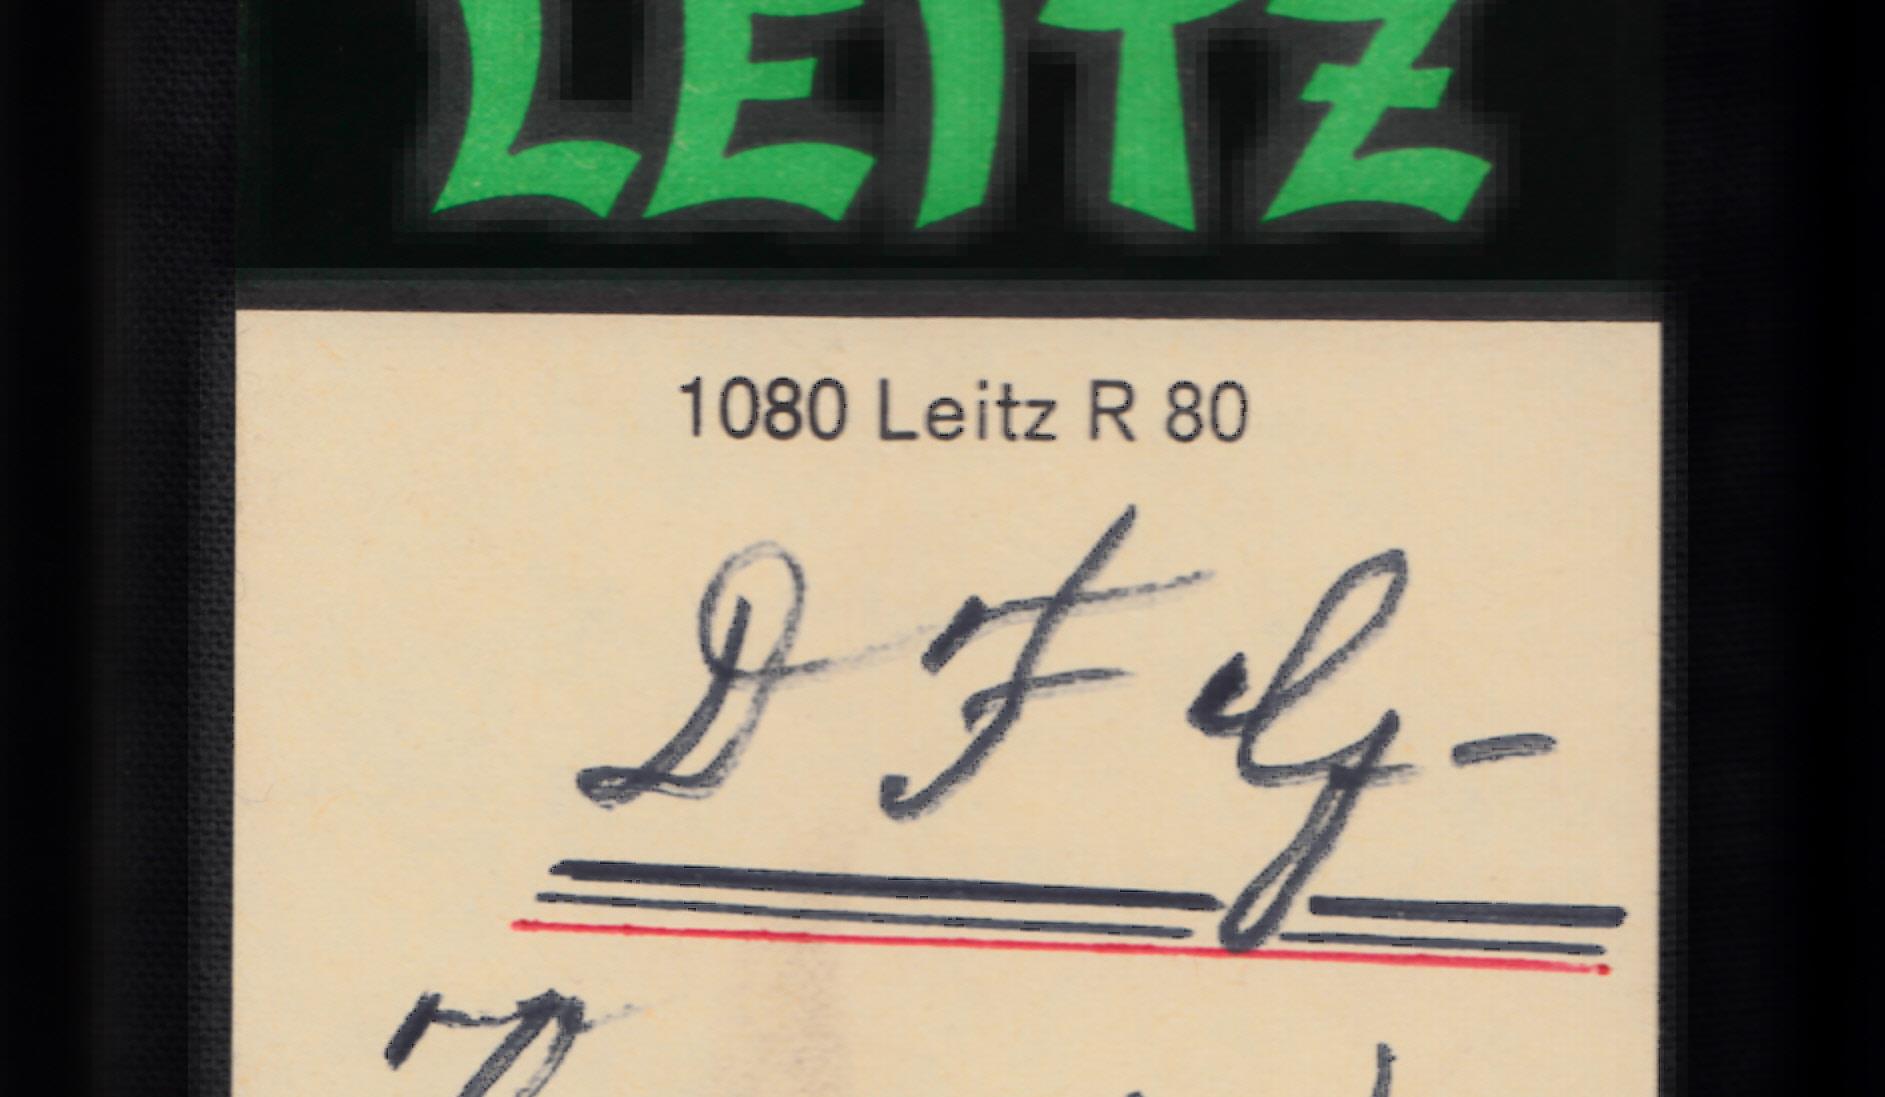 LEITZ
1080 Leitz R 80
D F G -